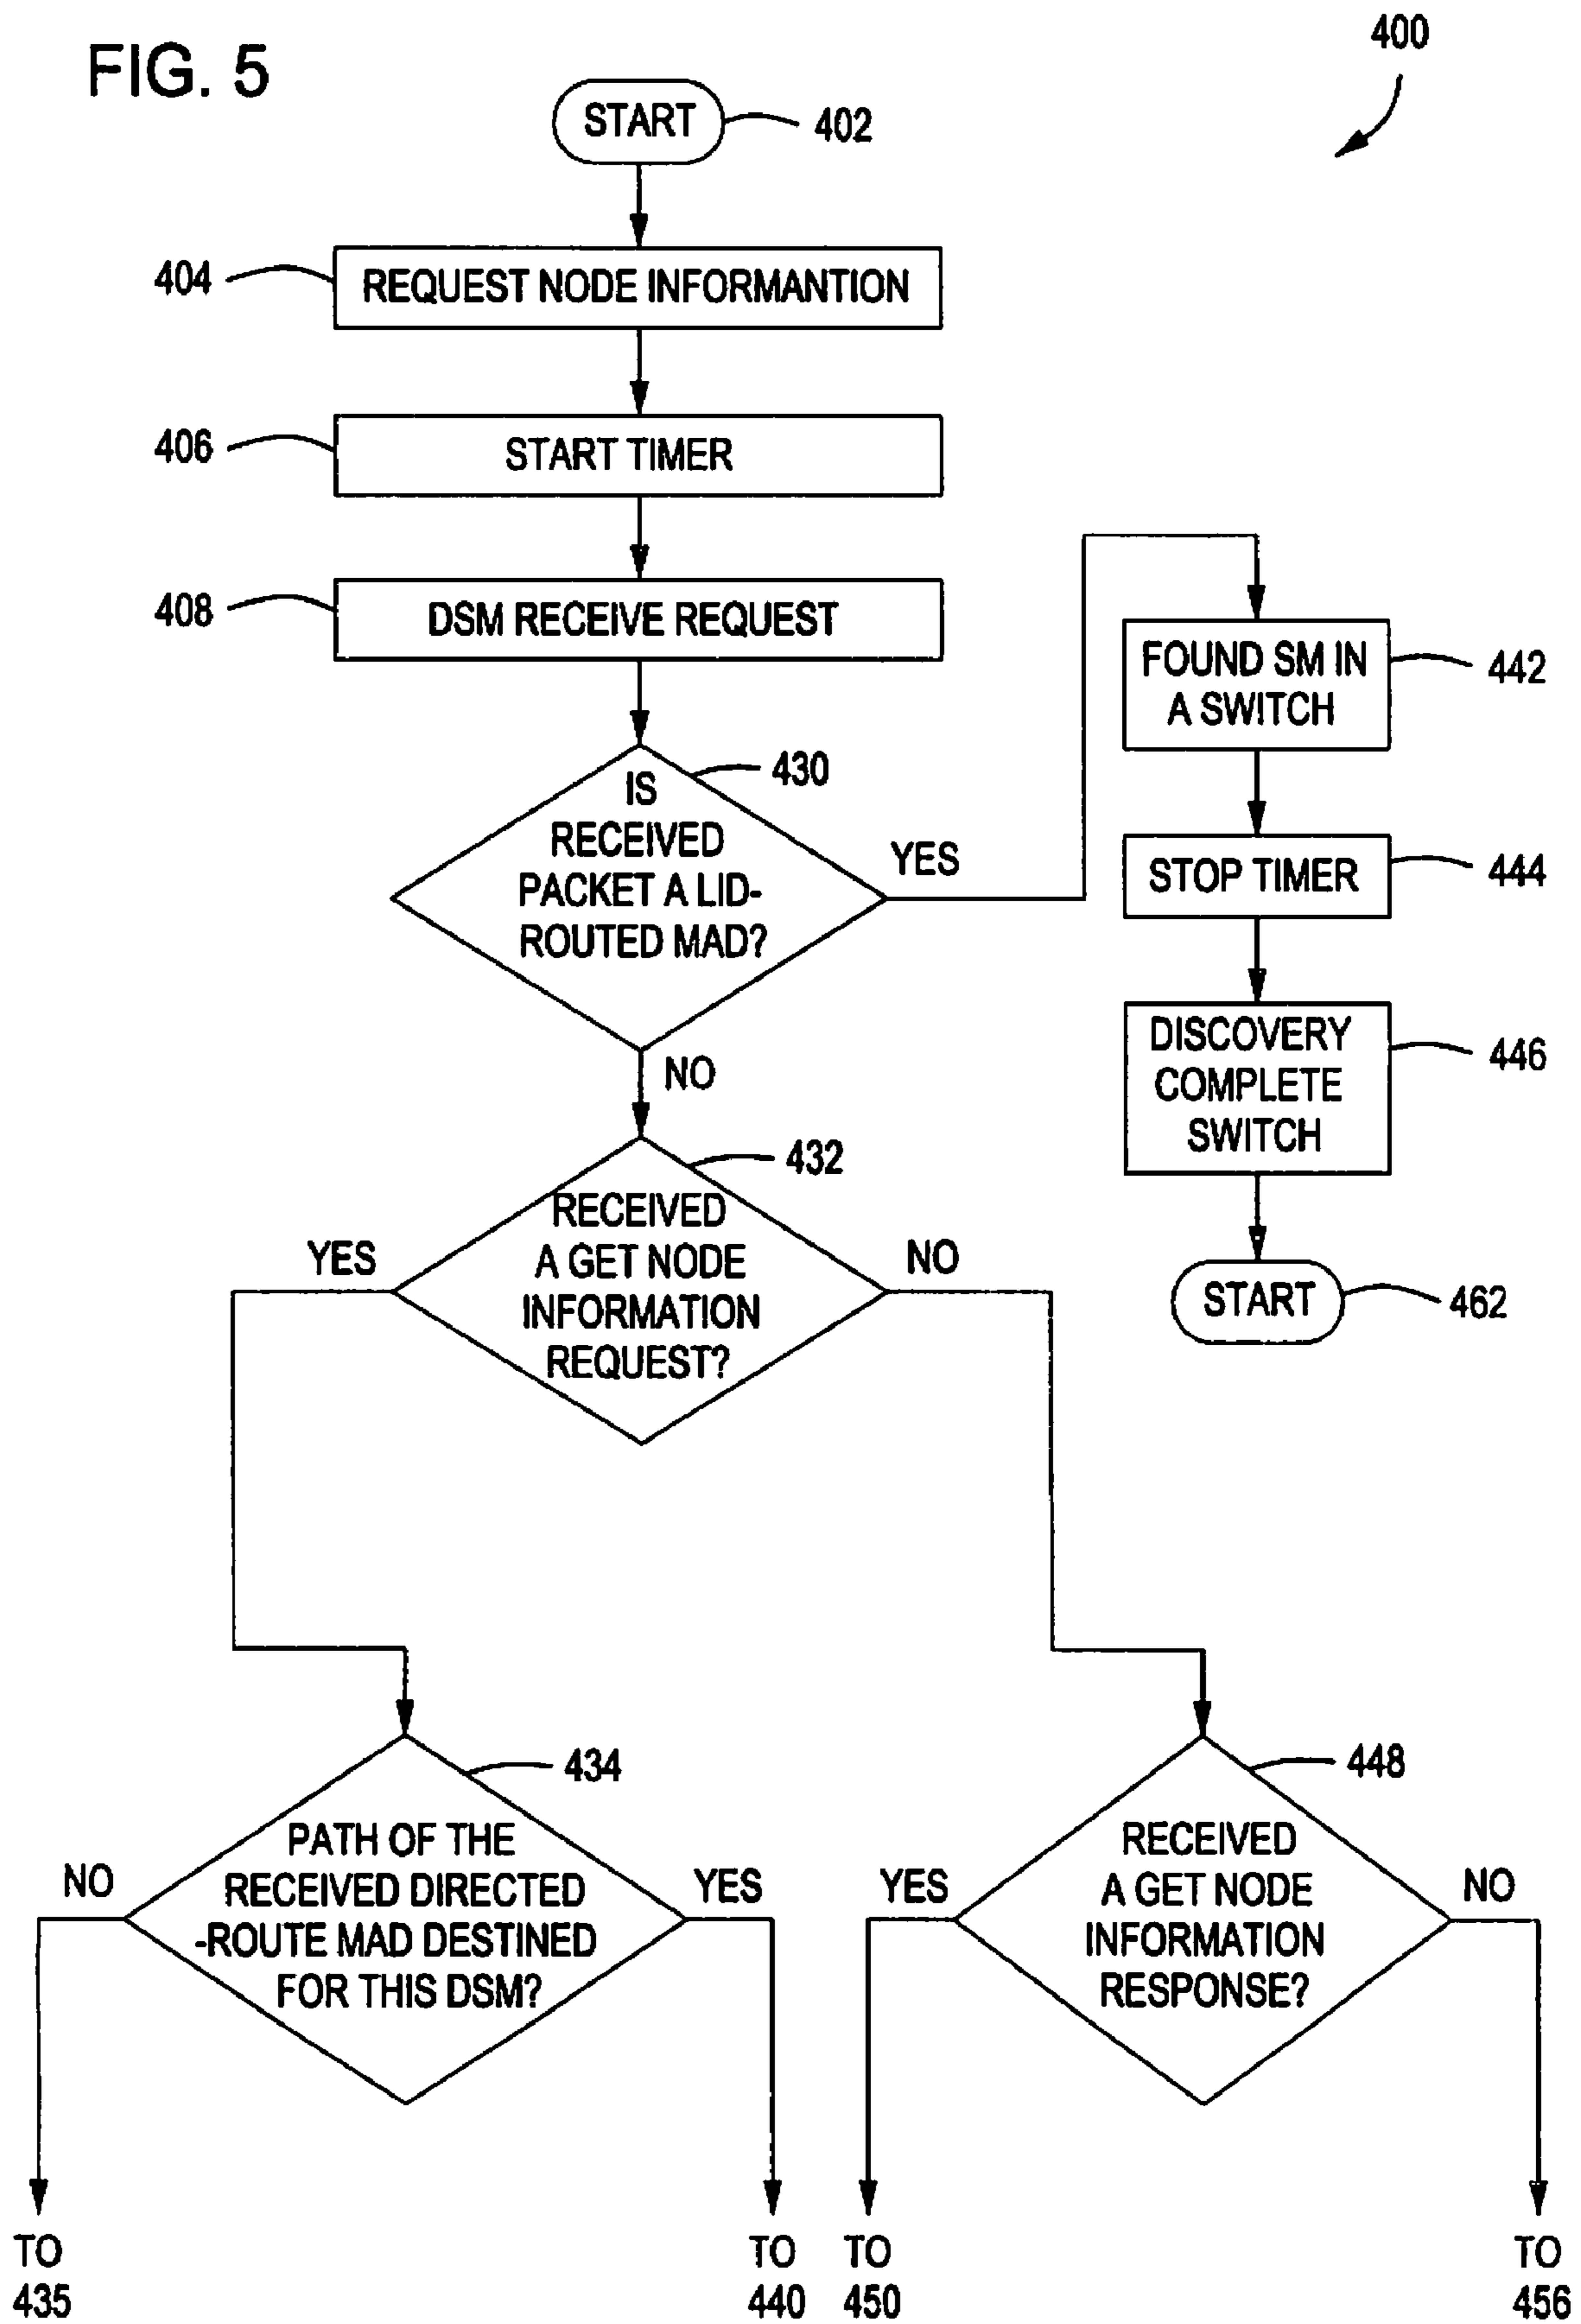 FIG. 5
400
START
402
404
REQUEST NODE INFORMANTION
406
START TIMER
408
DSM RECEIVE REQUEST
FOUND SM IN
A SWITCH
442
430
IS
RECEIVED
PACKET A LID-
ROUTED MAD?
YES
STOP TIMER
444
NO
DISCOVERY
COMPLETE
SWITCH
446
432
RECEIVED
A GET NODE
INFORMATION
REQUEST?
YES
NO
START
462
434
PATH OF THE
RECEIVED DIRECTED
-ROUTE MAD DESTINED
FOR THIS DSM?
NO
YES
448
RECEIVED
A GET NODE
INFORMATION
RESPONSE?
YES
NO
TO
435
TO
440
TO
450
TO
456